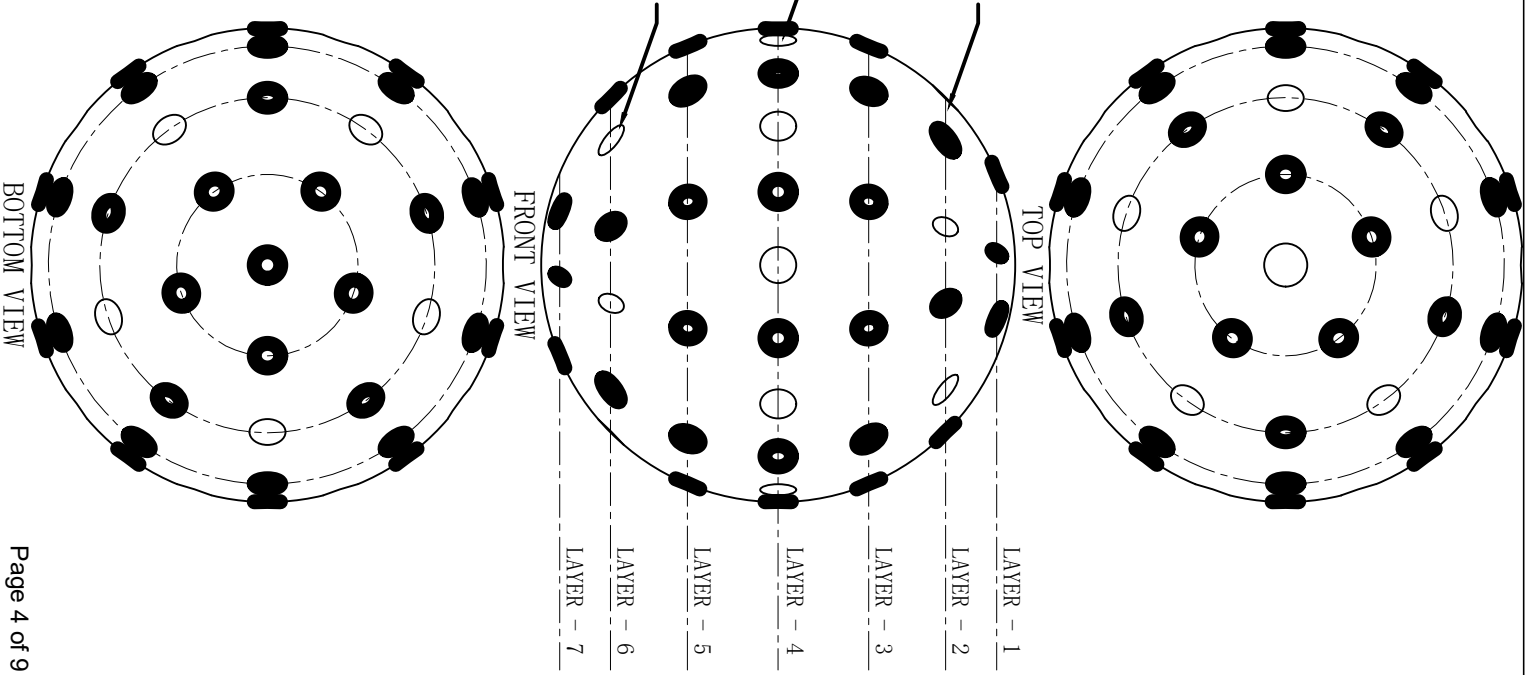 TOP VIEW
LAYER - 1
LAYER - 2
LAYER - 3
LAYER - 4
LAYER - 5
LAYER - 6
LAYER - 7
FRONT VIEW
BOTTOM VIEW
Page 4 of 9